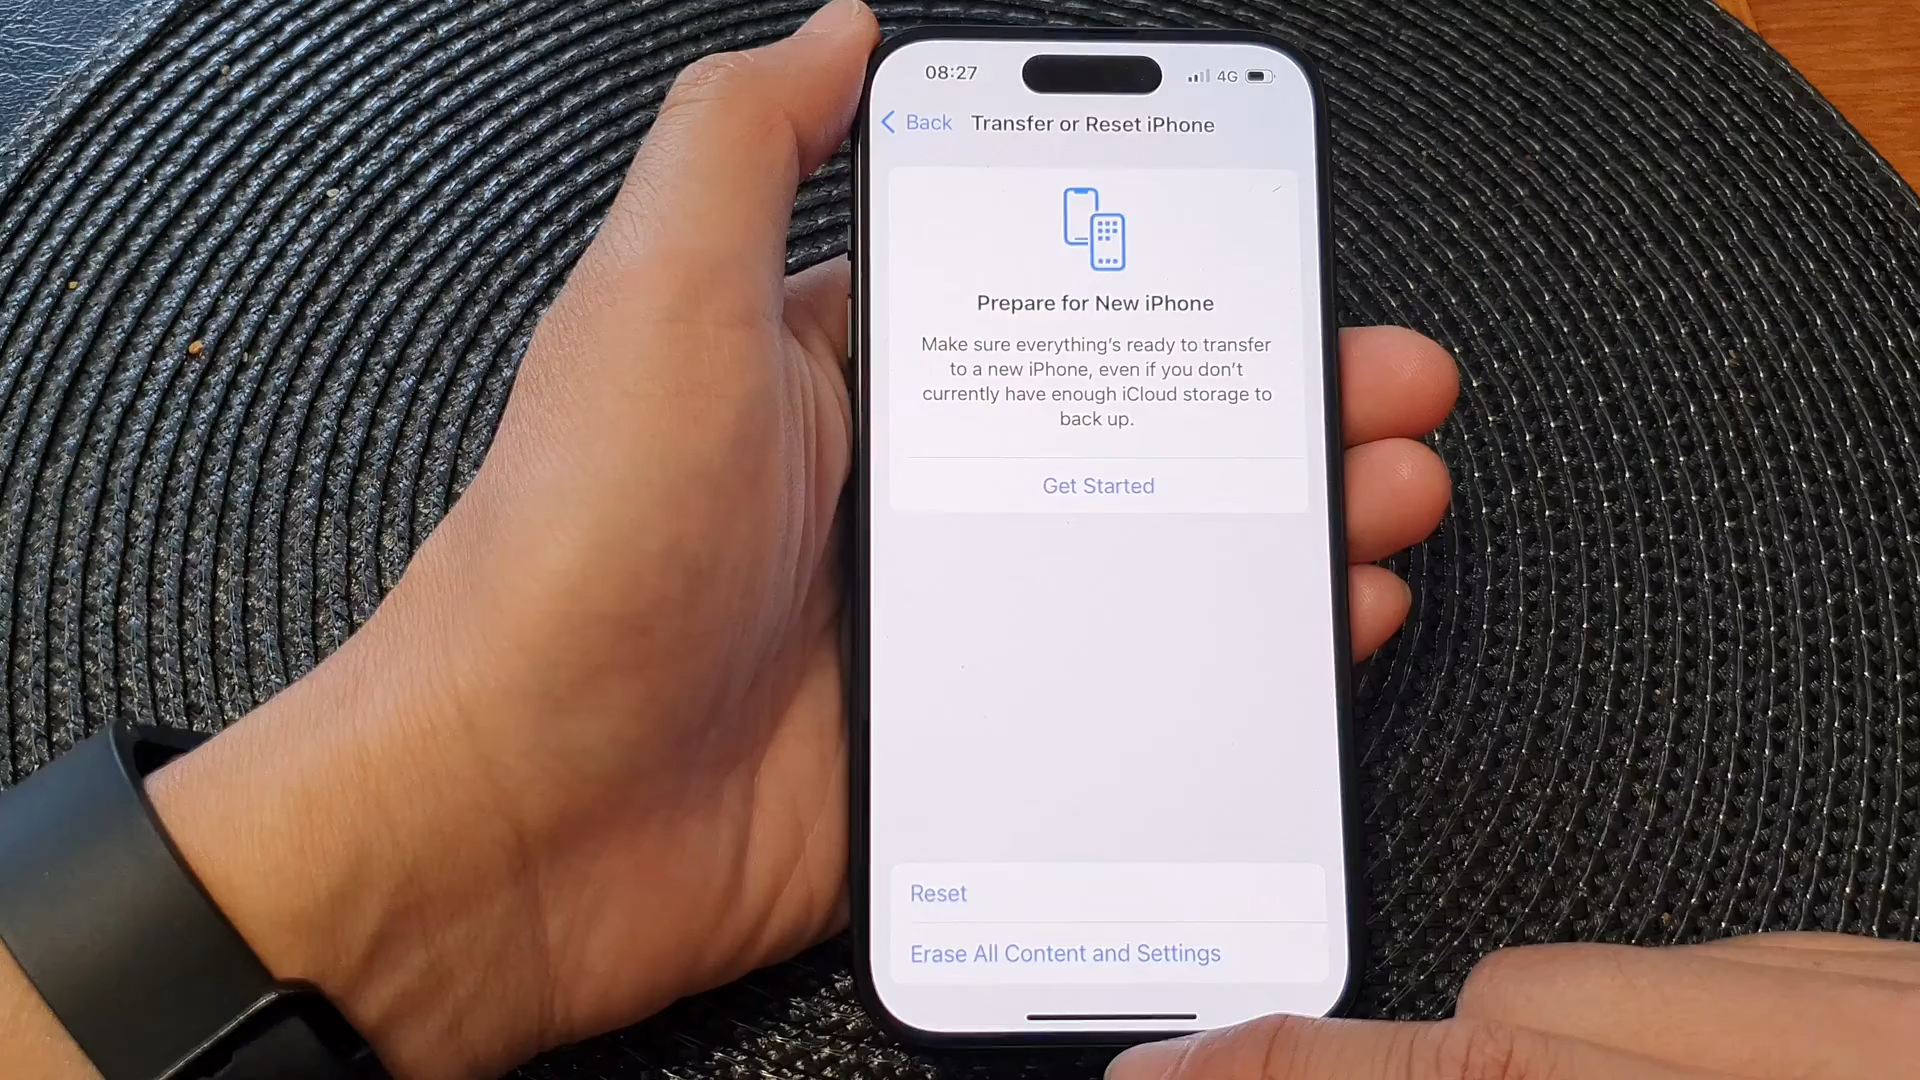 08:27
4G
Back
Transfer or Reset iPhone
Prepare for New iPhone
Make sure everything's ready to transfer
to a new iPhone, even if you don't
currently have enough iCloud storage to
back up.
Get Started
Reset
Erase All Content and Settings